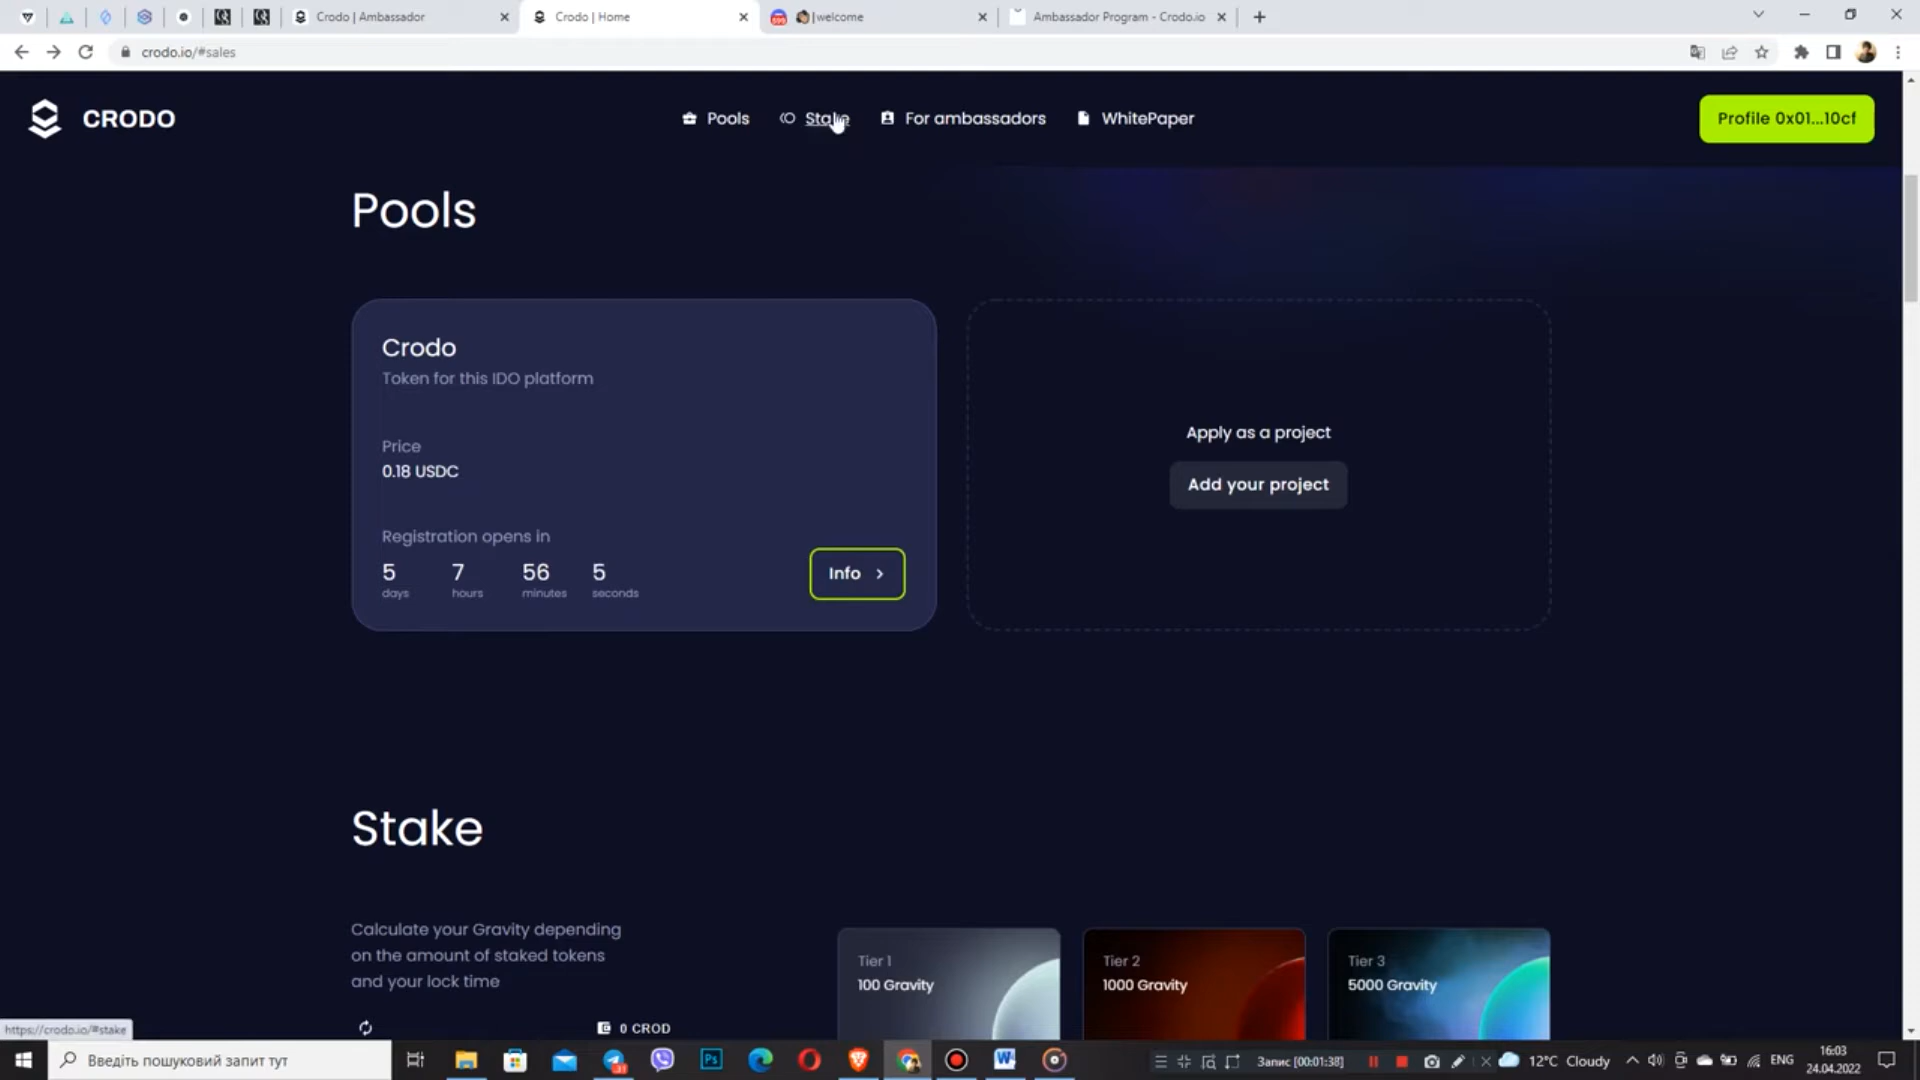 Crodo | Ambassador
Crodo | Home
|welcome
Ambassador Program - Crodo.io
crodo.io/#sales
CRODO
Pools
Stake
For ambassadors
WhitePaper
Profile 0x01...10cf
Pools
Crodo
Token for this IDO platform
Price
0.18 USDC
Registration opens in
5 7 56 5
days hours minutes seconds
Info
Apply as a project
Add your project
Stake
Calculate your Gravity depending
on the amount of staked tokens
and your lock time
0 CROD
Tier 1
100 Gravity
Tier 2
1000 Gravity
Tier 3
5000 Gravity
https://crodo.io/#stake
Введіть пошуковий запит тут
Запис [00:01:38]
12°C Cloudy
ENG
16:03
24.04.2022